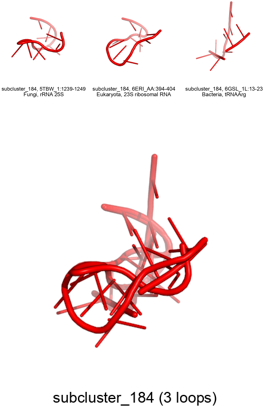 subcluster_184, 5TBW_1:1239-1249
Fungi, rRNA 25S
subcluster_184, 6ERI_AA:394-404
Eukaryota, 23S ribosomal RNA
subcluster_184, 6GSL_1L:13-23
Bacteria, tRNAArg
subcluster_184 (3 loops)